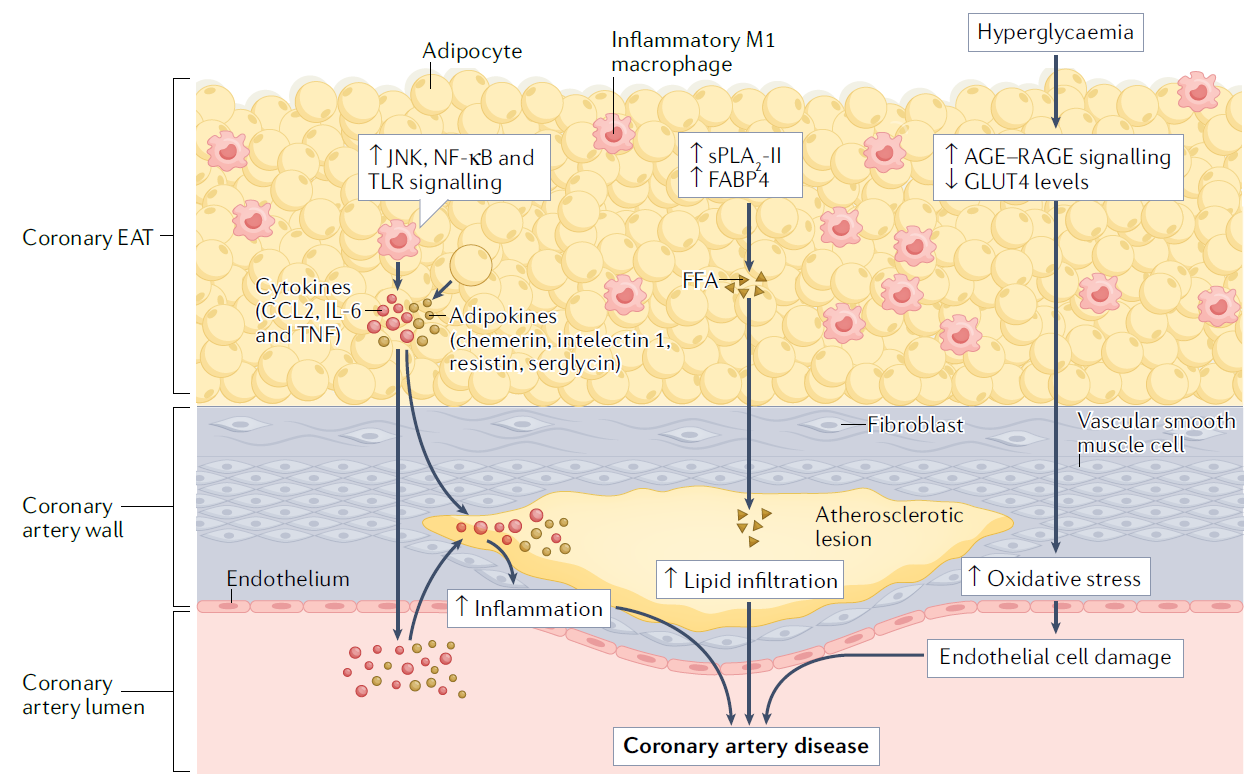 Hyperglycaemia
Adipocyte
Inflammatory M1
macrophage
↑ JNK, NF-κB and
TLR signalling
↑ sPLA₂-II
↑ FABP4
↑ AGE–RAGE signalling
↓ GLUT4 levels
Coronary EAT
FFA
Cytokines
(CCL2, IL-6
and TNF)
Adipokines
(chemerin, intelectin 1,
resistin, serglycin)
Fibroblast
Vascular smooth
muscle cell
Coronary
artery wall
Atherosclerotic
lesion
Endothelium
↑ Lipid infiltration
↑ Oxidative stress
↑ Inflammation
Endothelial cell damage
Coronary
artery lumen
Coronary artery disease